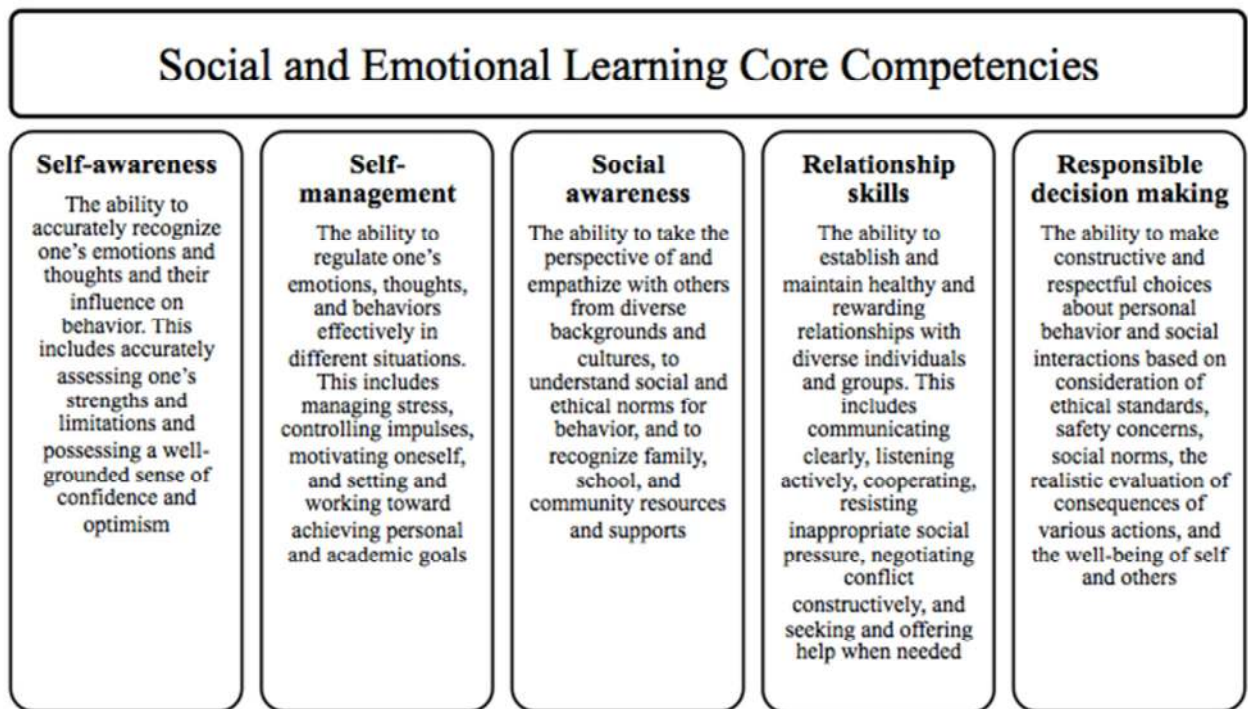 Social and Emotional Learning Core Competencies
Self-awareness
The ability to
accurately recognize
one's emotions and
thoughts and their
influence on
behavior. This
includes accurately
assessing one's
strengths and
limitations and
possessing a well-
grounded sense of
confidence and
optimism
Self-
management
The ability to
regulate one's
emotions, thoughts,
and behaviors
effectively in
different situations.
This includes
managing stress,
controlling impulses,
motivating oneself,
and setting and
working toward
achieving personal
and academic goals
Social
awareness
The ability to take the
perspective of and
empathize with others
from diverse
backgrounds and
cultures, to
understand social and
ethical norms for
behavior, and to
recognize family,
school, and
community resources
and supports
Relationship
skills
The ability to
establish and
maintain healthy and
rewarding
relationships with
diverse individuals
and groups. This
includes
communicating
clearly, listening
actively, cooperating,
resisting
inappropriate social
pressure, negotiating
conflict
constructively, and
seeking and offering
help when needed
Responsible
decision making
The ability to make
constructive and
respectful choices
about personal
behavior and social
interactions based on
consideration of
ethical standards,
safety concerns,
social norms, the
realistic evaluation of
consequences of
various actions, and
the well-being of self
and others